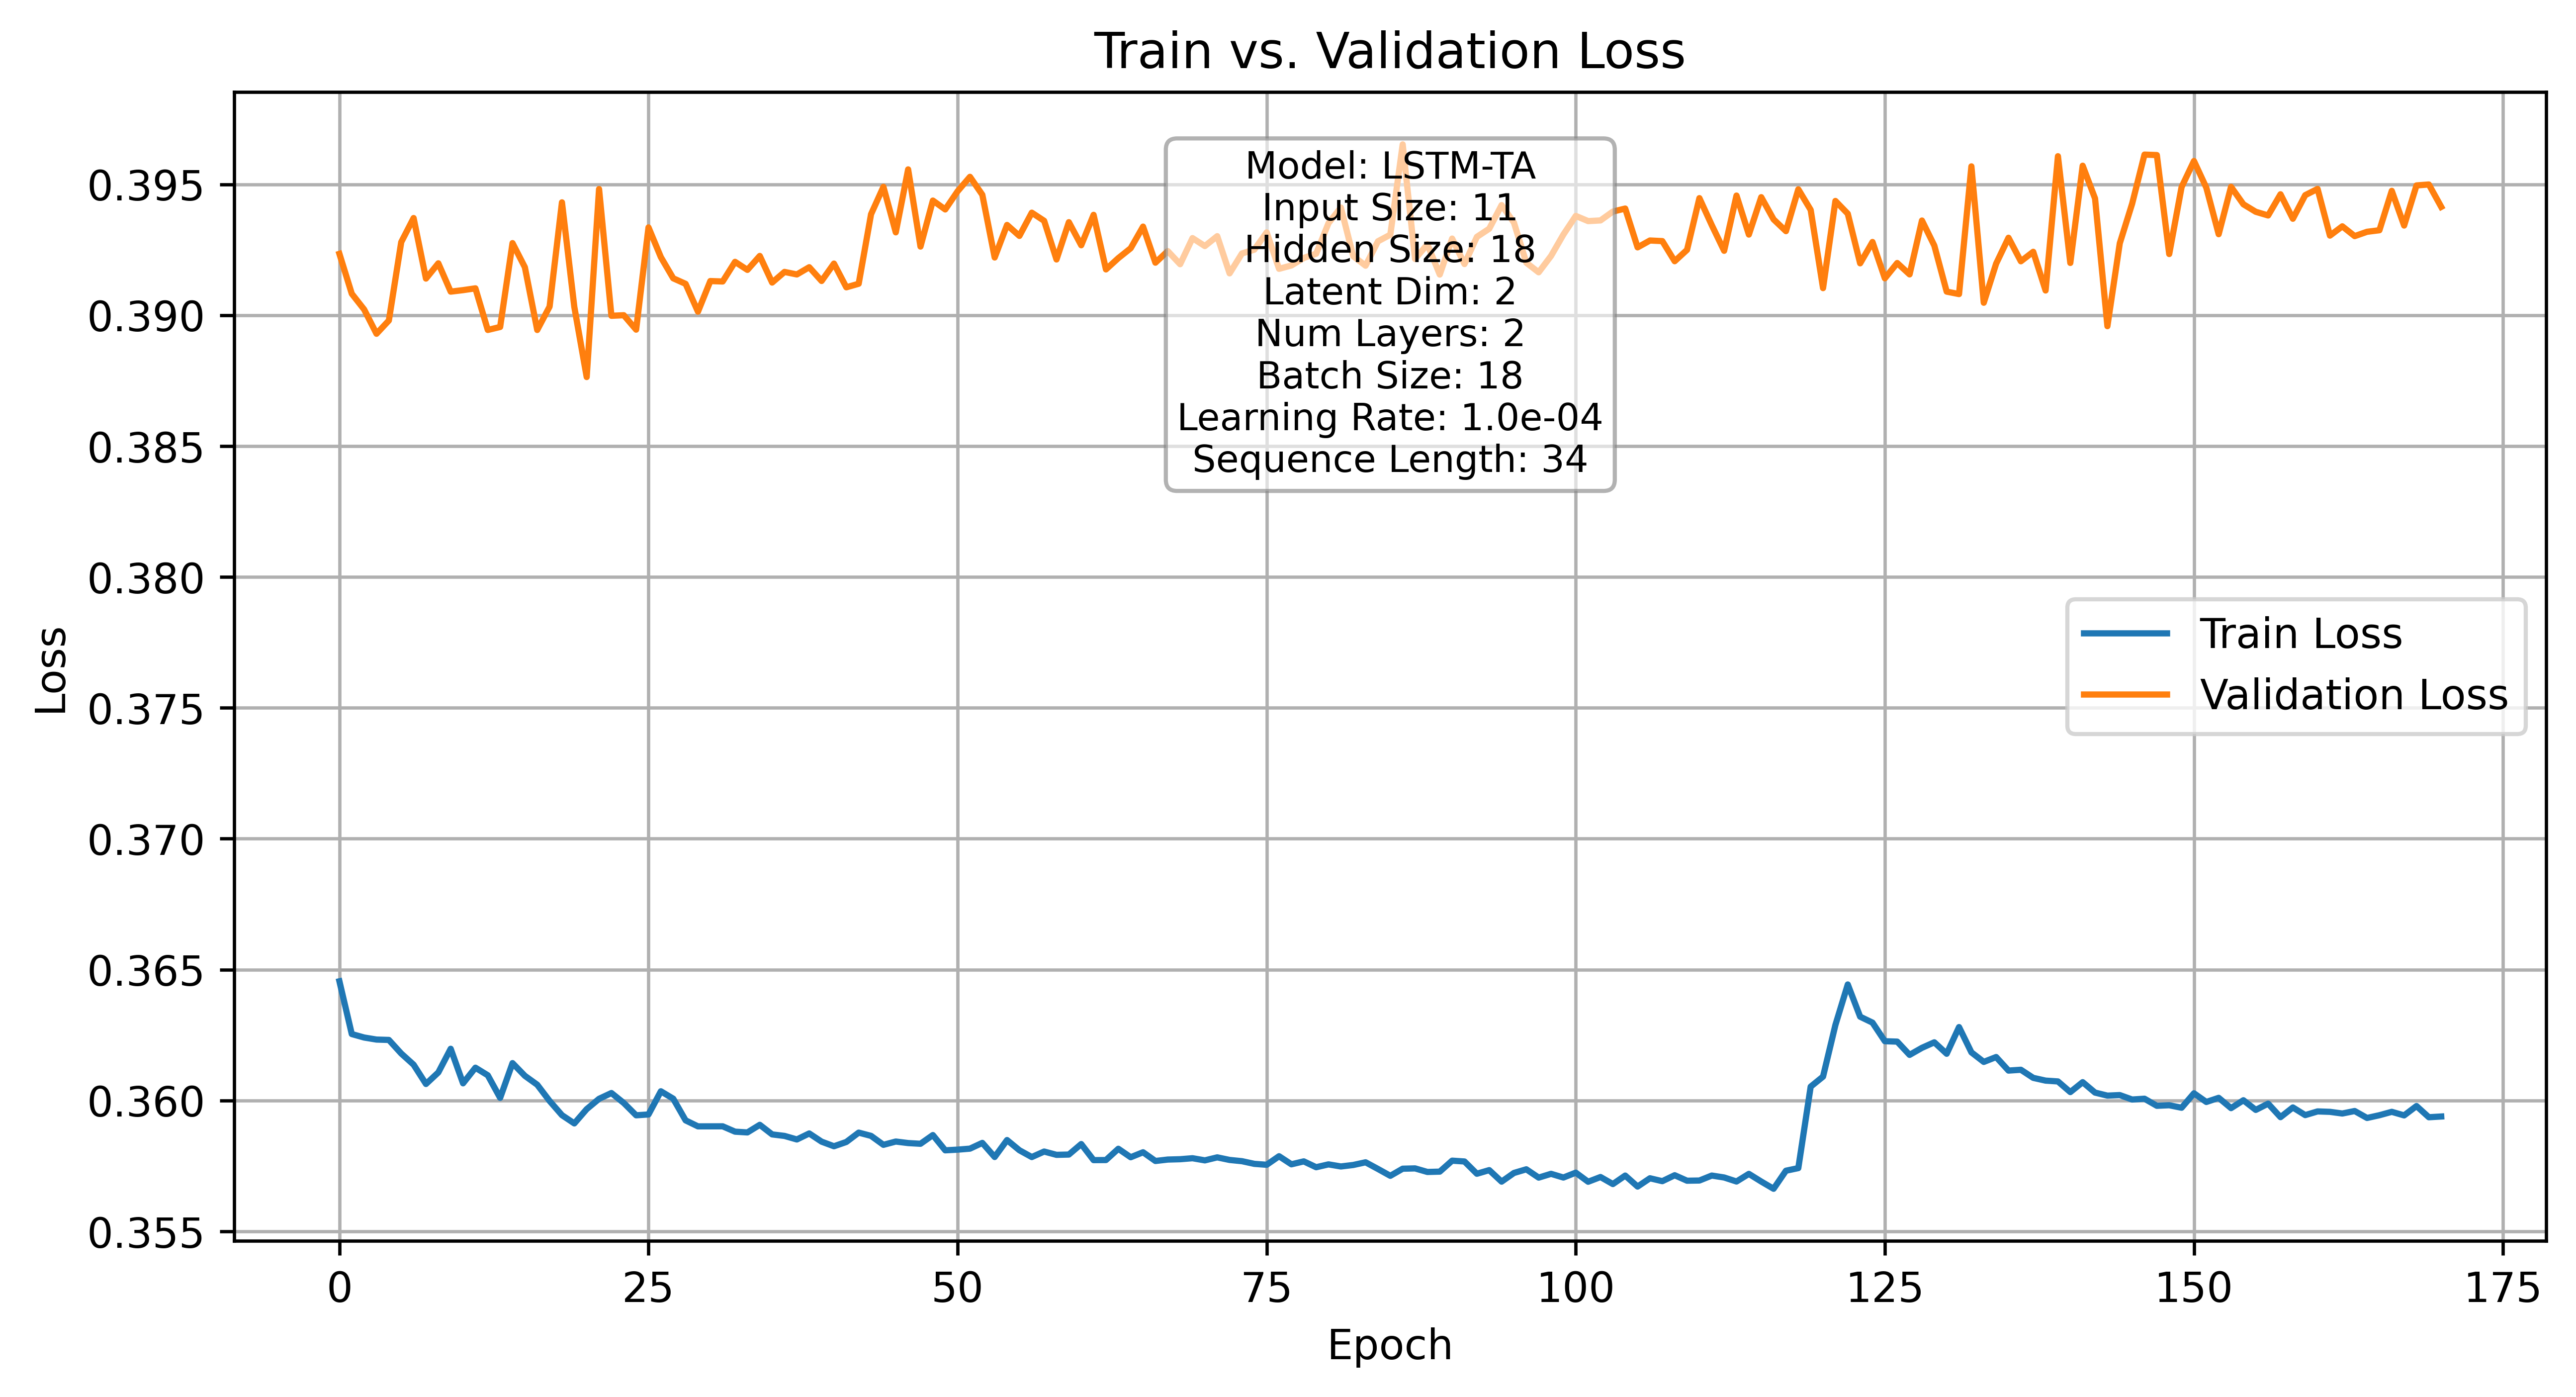 Train vs. Validation Loss
Model: LSTM-TA
Input Size: 11
Hidden Size: 18
Latent Dim: 2
Num Layers: 2
Batch Size: 18
Learning Rate: 1.0e-04
Sequence Length: 34
0.395
0.390
0.385
0.380
0.375
0.370
0.365
0.360
0.355
Loss
Train Loss
Validation Loss
0 25 50 75 100 125 150 175
Epoch